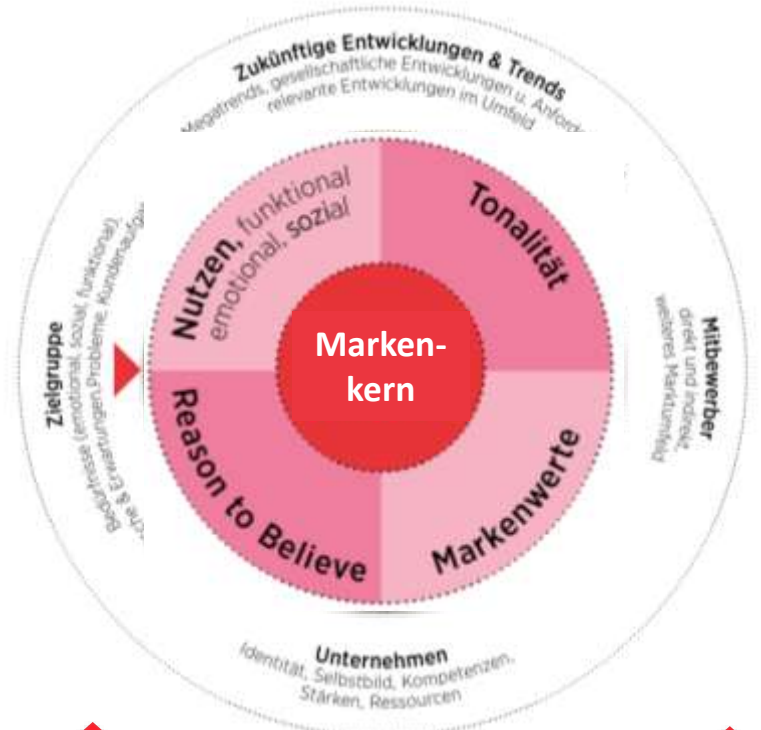 Zukünftige Entwicklungen & Trends
Megatrends, gesellschaftliche Entwicklungen u.
relevante Entwicklungen im Umfeld
Nutzen, funktional
emotional, sozial
Tonalität
Marken-
kern
Reason to Believe
Markenwerte
Zielgruppe
Bedürfnisse (emotional, sozial, funktional),
& Erwartungen, Probleme,
Mitbewerber
direkt und indirekt,
weiteres Marktumfeld
Unternehmen
Identität, Selbstbild, Kompetenzen,
Stärken, Ressourcen